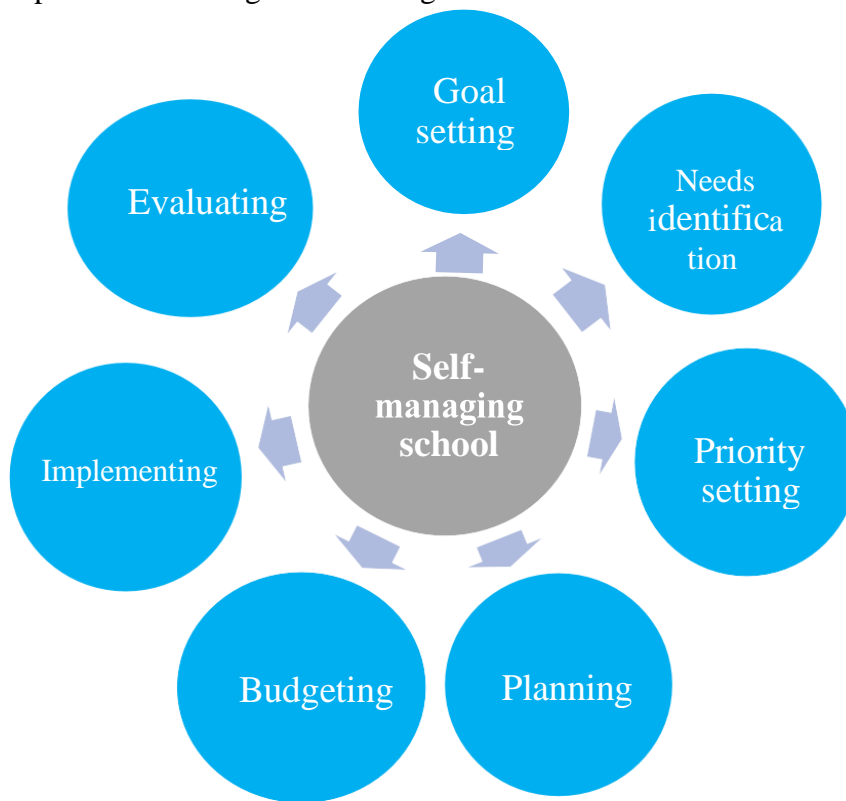 Goal
setting
Needs
identifica
tion
Priority
setting
Planning
Budgeting
Implementing
Evaluating
Self-
managing
school